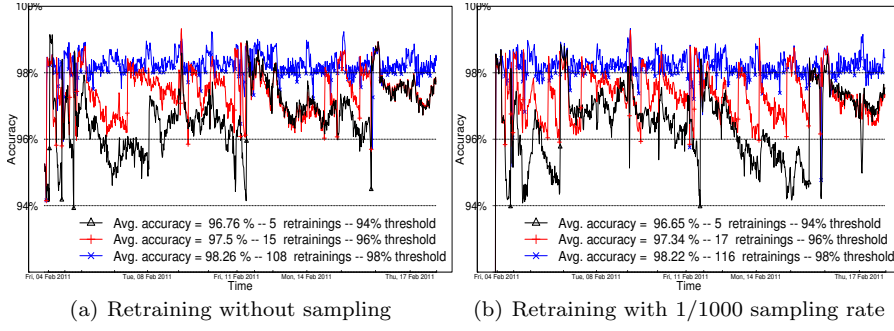 100%
98%
96%
94%
Accuracy
Avg. accuracy = 96.76 % -- 5 retrainings -- 94% threshold
Avg. accuracy = 97.5 % -- 15 retrainings -- 96% threshold
Avg. accuracy = 98.26 % -- 108 retrainings -- 98% threshold
Fri, 04 Feb 2011 Tue, 08 Feb 2011 Fri, 11 Feb 2011 Mon, 14 Feb 2011 Thu, 17 Feb 2011
Time
(a) Retraining without sampling
100%
98%
96%
94%
Accuracy
Avg. accuracy = 96.65 % -- 5 retrainings -- 94% threshold
Avg. accuracy = 97.34 % -- 17 retrainings -- 96% threshold
Avg. accuracy = 98.22 % -- 116 retrainings -- 98% threshold
Fri, 04 Feb 2011 Tue, 08 Feb 2011 Fri, 11 Feb 2011 Mon, 14 Feb 2011 Thu, 17 Feb 2011
Time
(b) Retraining with 1/1000 sampling rate